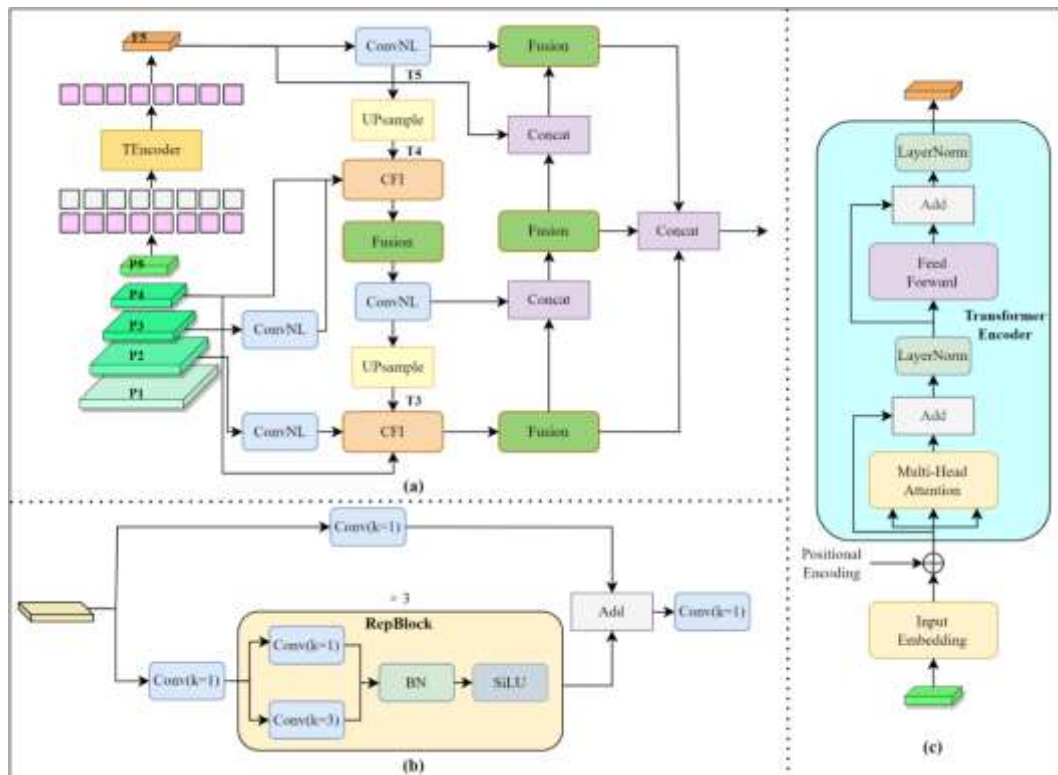 F5
ConvNL
Fusion
T5
UPsample
Concat
TEncoder
T4
CFI
Fusion
Fusion
Concat
P5
P4
ConvNL
Concat
P3
ConvNL
P2
UPsample
P1
T3
ConvNL
CFI
Fusion
(a)
Conv(k=1)
× 3
RepBlock
Add
Conv(k=1)
Conv(k=1)
Conv(k=1)
BN
SiLU
Conv(k=3)
(b)
LayerNorm
Add
Feed
Forward
Transformer
Encoder
LayerNorm
Add
Multi-Head
Attention
Positional
Encoding
Input
Embedding
(c)